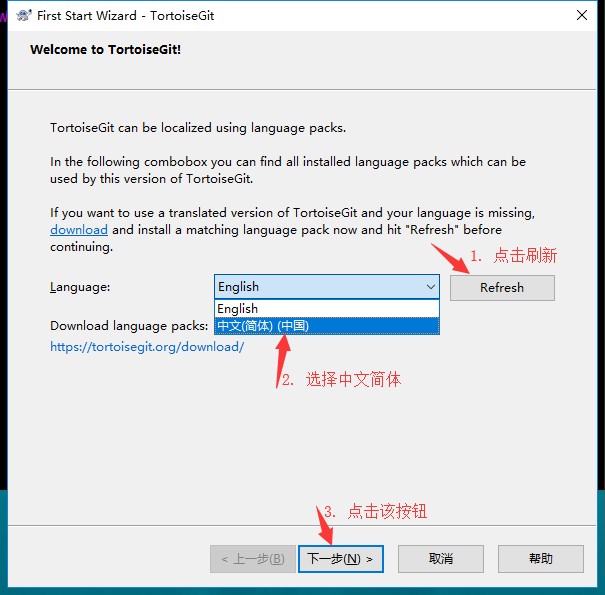 First Start Wizard - TortoiseGit
Welcome to TortoiseGit!
TortoiseGit can be localized using language packs.
In the following combobox you can find all installed language packs which can be
used by this version of TortoiseGit.
If you want to use a translated version of TortoiseGit and your language is missing,
download and install a matching language pack now and hit "Refresh" before
continuing.
1. 点击刷新
Language:
English
Refresh
English
Download language packs:
中文(简体) (中国)
https://tortoisegit.org/download/
2. 选择中文简体
3. 点击该按钮
< 上一步(B)
下一步(N) >
取消
帮助